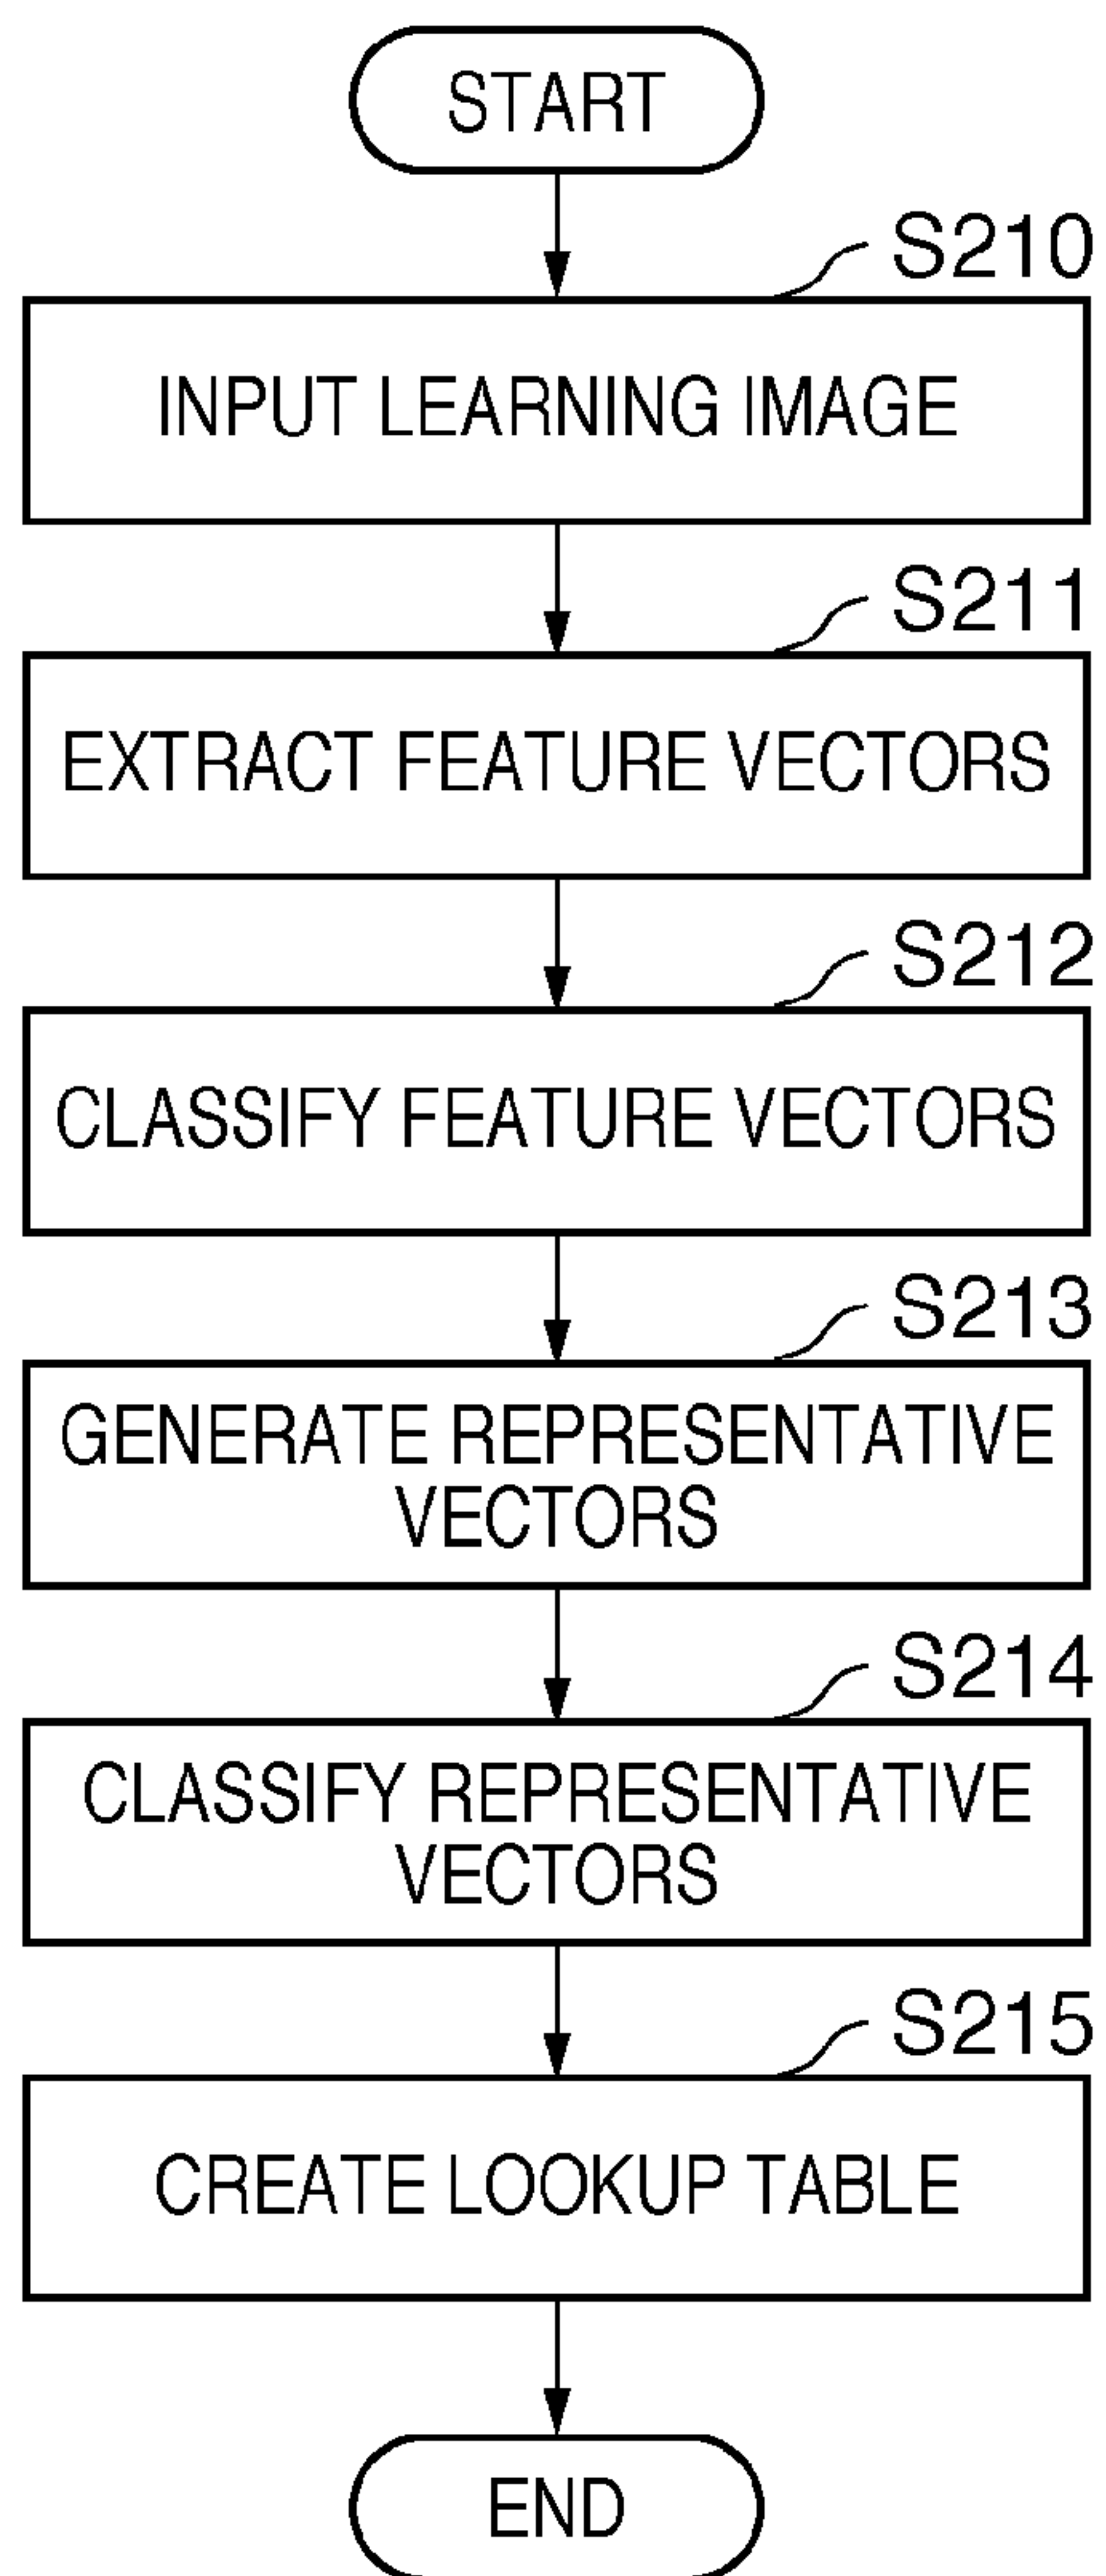 START
S210
INPUT LEARNING IMAGE
S211
EXTRACT FEATURE VECTORS
S212
CLASSIFY FEATURE VECTORS
S213
GENERATE REPRESENTATIVE
VECTORS
S214
CLASSIFY REPRESENTATIVE
VECTORS
S215
CREATE LOOKUP TABLE
END